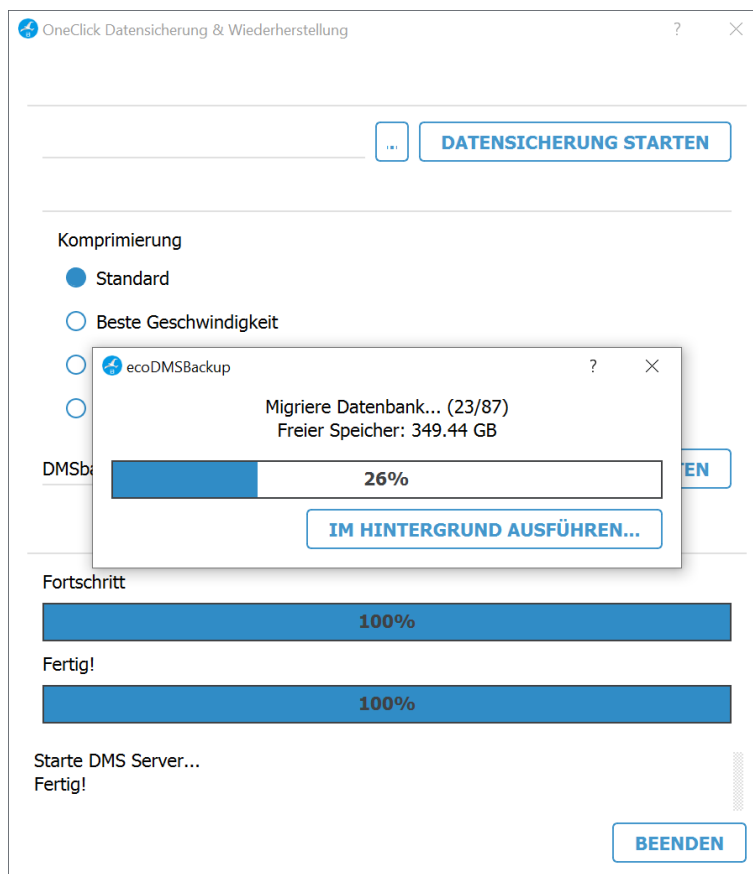 OneClick Datensicherung & Wiederherstellung ?
...
DATENSICHERUNG STARTEN
Komprimierung
Standard
Beste Geschwindigkeit
ecoDMSBackup ?
Migriere Datenbank... (23/87)
Freier Speicher: 349.44 GB
26%
IM HINTERGRUND AUSFÜHREN...
Fortschritt
100%
Fertig!
100%
Starte DMS Server...
Fertig!
BEENDEN